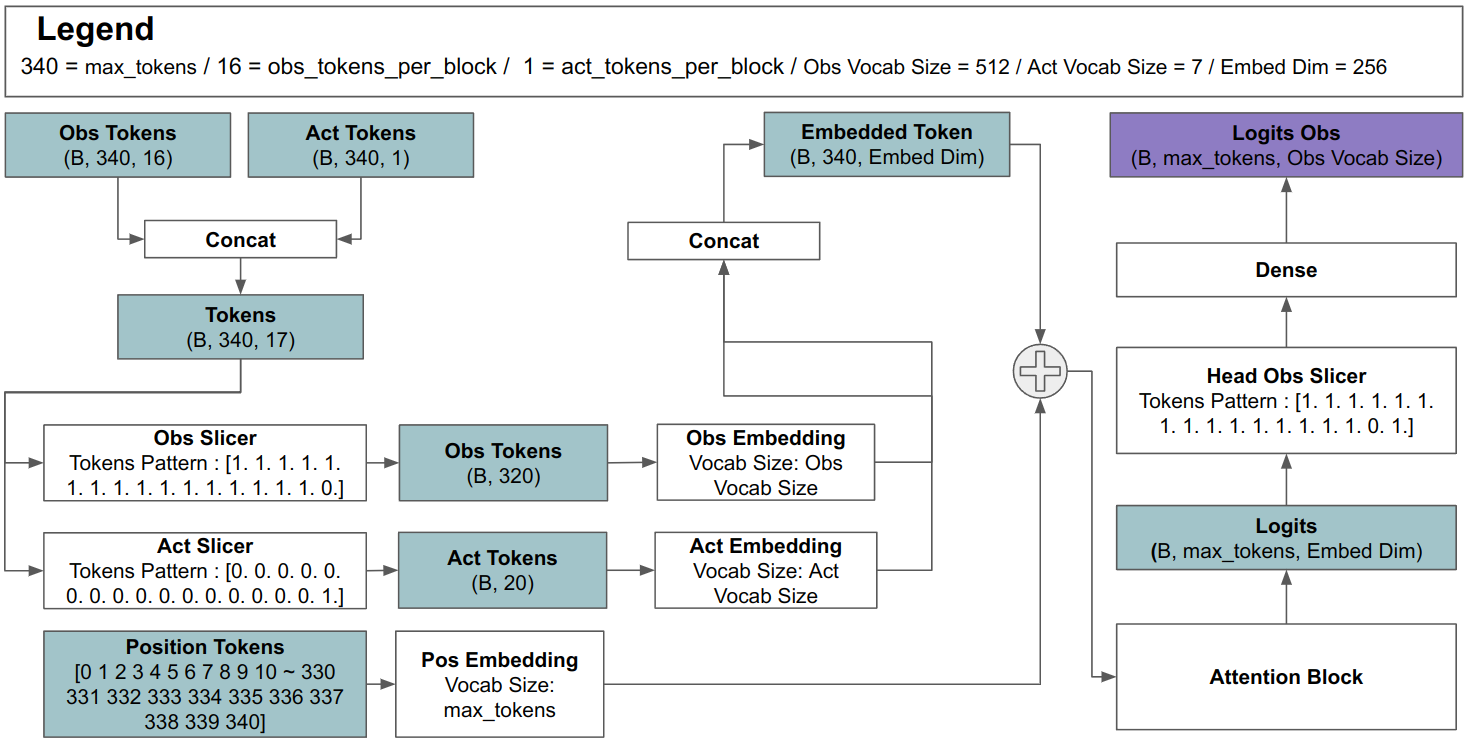 Legend
340 = max_tokens / 16 = obs_tokens_per_block / 1 = act_tokens_per_block / Obs Vocab Size = 512 / Act Vocab Size = 7 / Embed Dim = 256
Obs Tokens
(B, 340, 16)
Act Tokens
(B, 340, 1)
Concat
Tokens
(B, 340, 17)
Obs Slicer
Tokens Pattern : [1. 1. 1. 1. 1.
1. 1. 1. 1. 1. 1. 1. 1. 1. 1. 1. 0.]
Obs Tokens
(B, 320)
Obs Embedding
Vocab Size: Obs
Vocab Size
Act Slicer
Tokens Pattern : [0. 0. 0. 0. 0.
0. 0. 0. 0. 0. 0. 0. 0. 0. 0. 0. 1.]
Act Tokens
(B, 20)
Act Embedding
Vocab Size: Act
Vocab Size
Position Tokens
[0 1 2 3 4 5 6 7 8 9 10 ~ 330
331 332 333 334 335 336 337
338 339 340]
Pos Embedding
Vocab Size:
max_tokens
Concat
Embedded Token
(B, 340, Embed Dim)
Attention Block
Logits
(B, max_tokens, Embed Dim)
Head Obs Slicer
Tokens Pattern : [1. 1. 1. 1. 1. 1.
1. 1. 1. 1. 1. 1. 1. 1. 1. 0. 1.]
Dense
Logits Obs
(B, max_tokens, Obs Vocab Size)